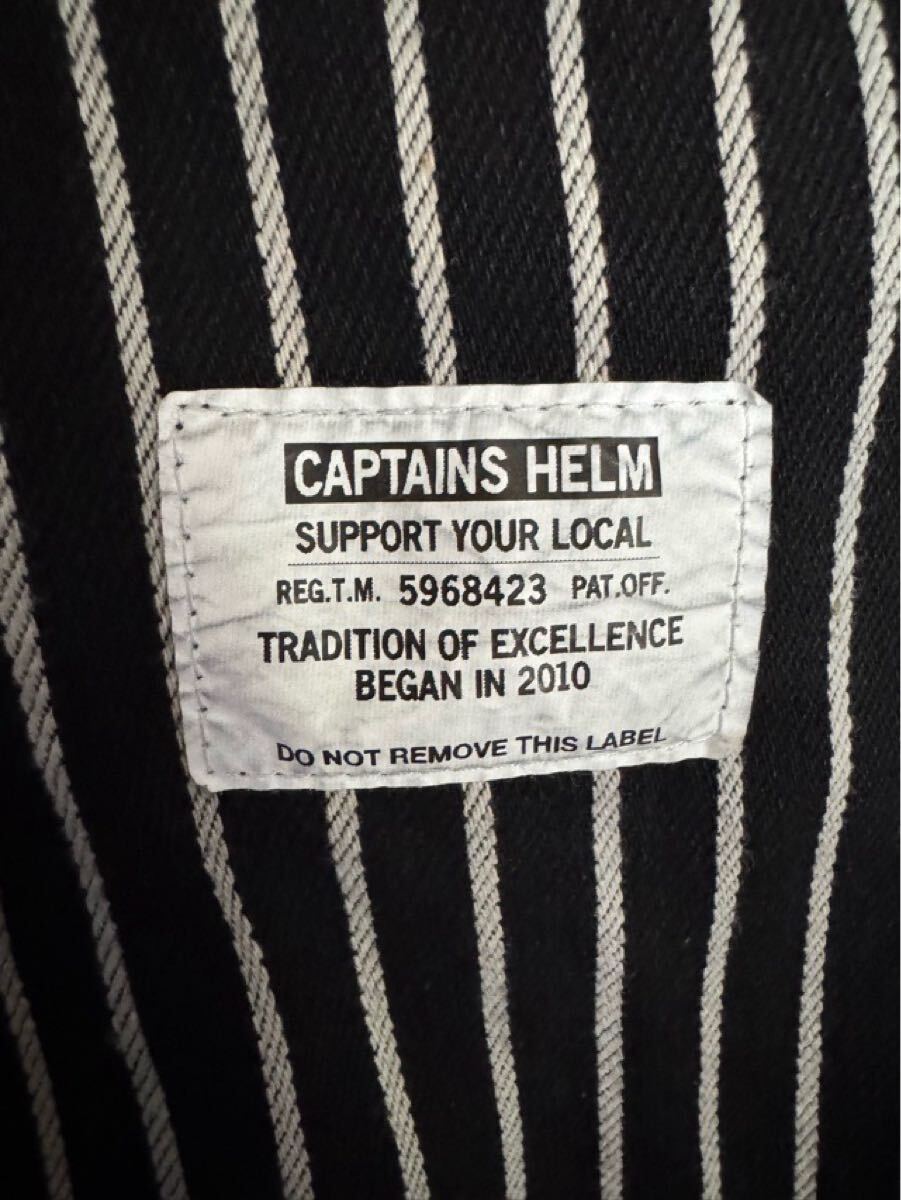 CAPTAINS HELM
SUPPORT YOUR LOCAL
REG.T.M. 5968423 PAT.OFF.
TRADITION OF EXCELLENCE
BEGAN IN 2010
DO NOT REMOVE THIS LABEL